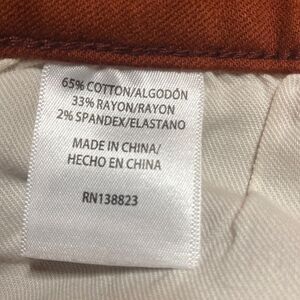 65% COTTON/ALGODÓN
33% RAYON/RAYON
2% SPANDEX/ELASTANO
MADE IN CHINA/
HECHO EN CHINA
RN138823